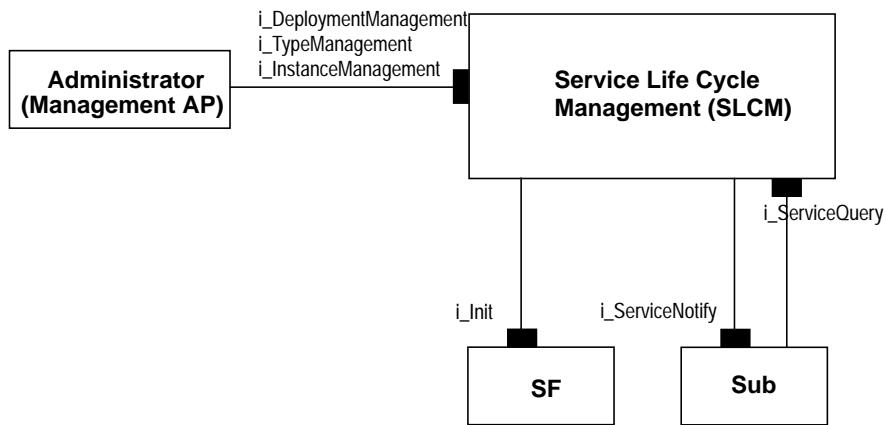 i_DeploymentManagement
i_TypeManagement
i_InstanceManagement
Administrator
(Management AP)
Service Life Cycle
Management (SLCM)
i_ServiceQuery
i_Init
i_ServiceNotify
SF
Sub